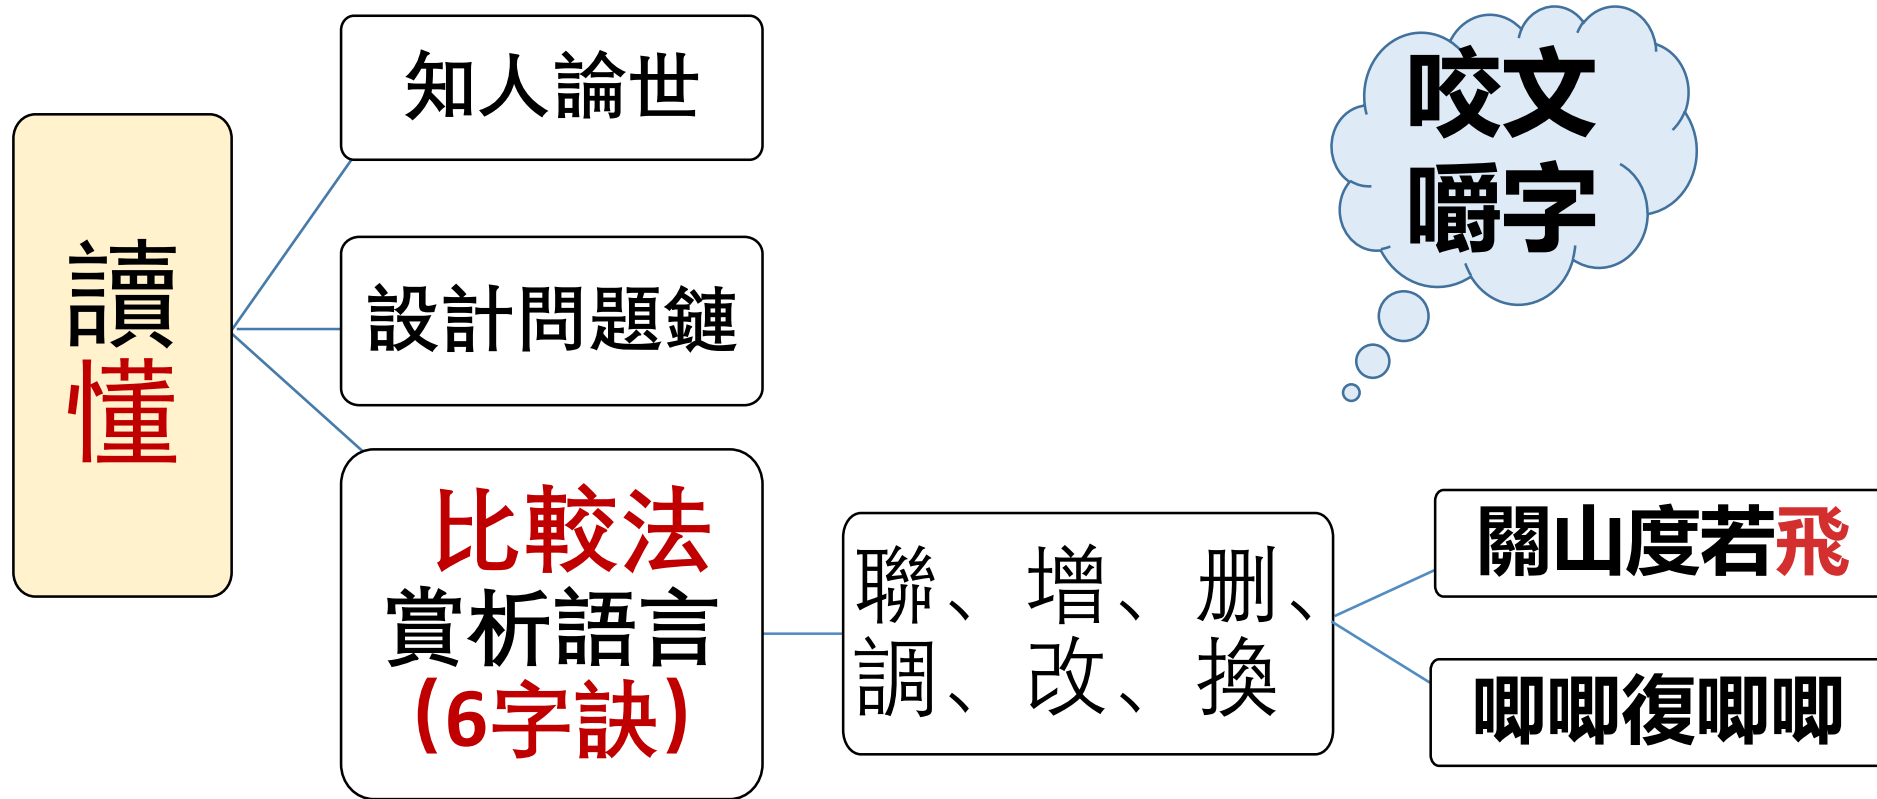 讀
懂
知人論世
設計問題鏈
比較法
賞析語言
(6字訣)
聯、增、删、
調、改、換
咬文
嚼字
關山度若飛
唧唧復唧唧